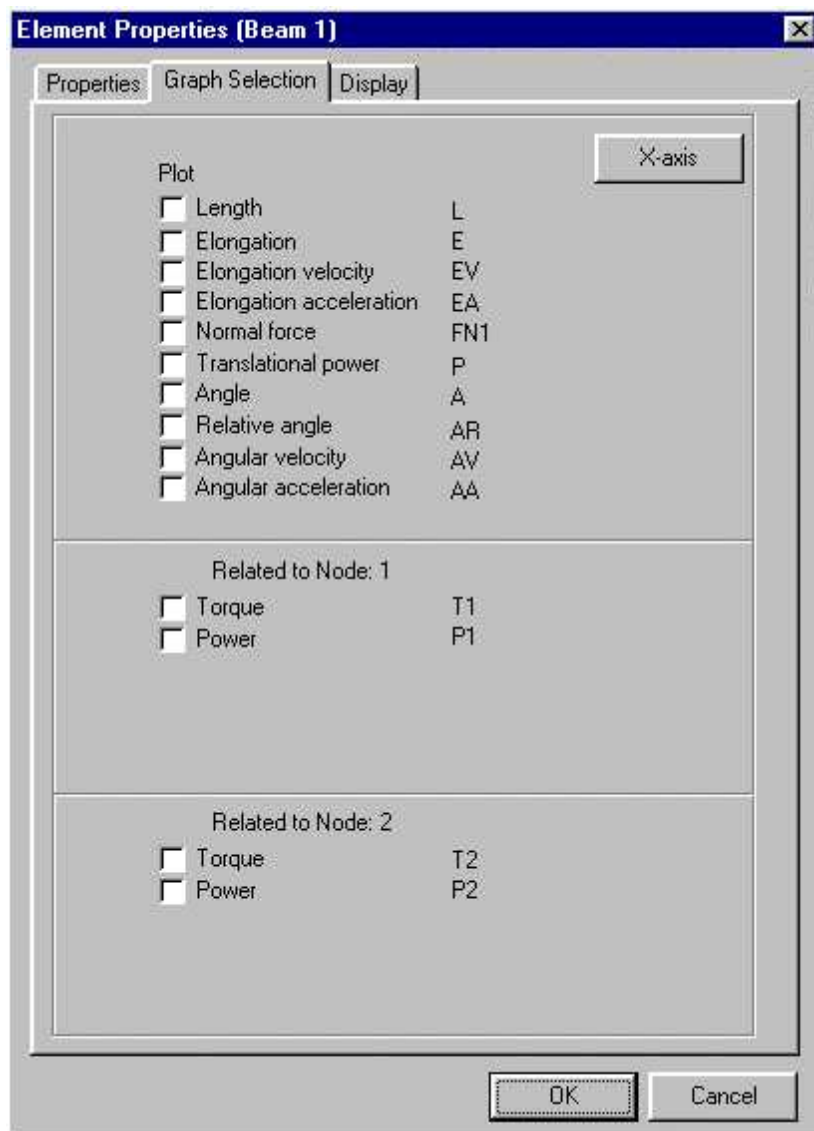 Element Properties (Beam 1)
Properties Graph Selection Display
X-axis
Plot
Length L
Elongation E
Elongation velocity EV
Elongation acceleration EA
Normal force FN1
Translational power P
Angle A
Relative angle AR
Angular velocity AV
Angular acceleration AA
Related to Node: 1
Torque T1
Power P1
Related to Node: 2
Torque T2
Power P2
OK Cancel